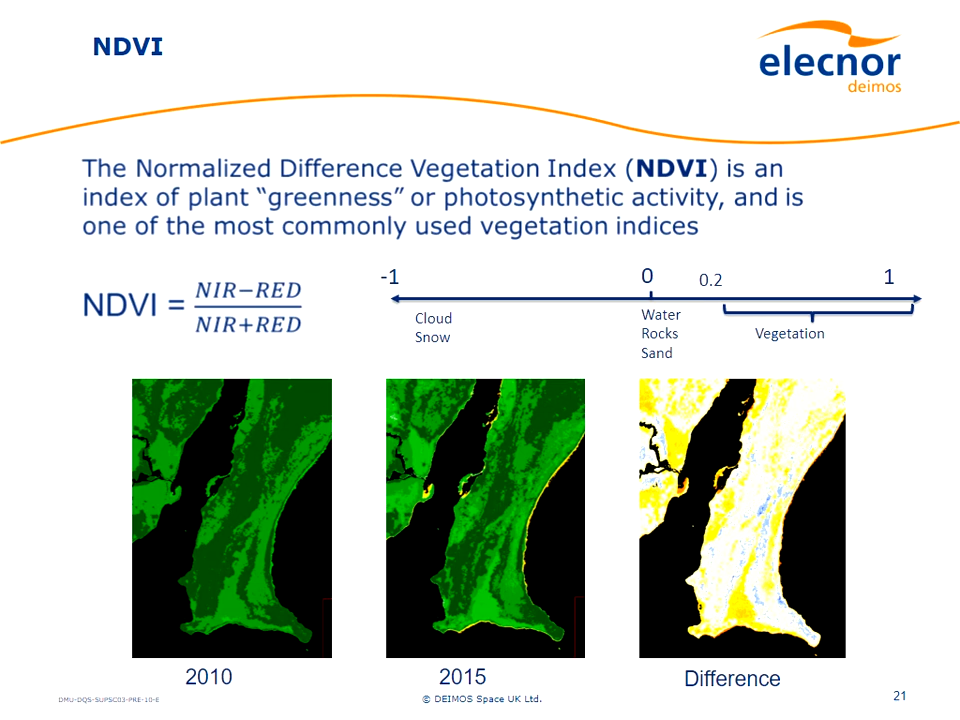 NDVI
elecnor
deimos
The Normalized Difference Vegetation Index (NDVI) is an
index of plant “greenness” or photosynthetic activity, and is
one of the most commonly used vegetation indices
NDVI = NIR−RED
NIR+RED
-1 0 0.2 1
Cloud
Snow
Water
Rocks
Sand
Vegetation
2010 2015 Difference
DMU-DQS-SUPSC03-PRE-10-E © DEIMOS Space UK Ltd. 21